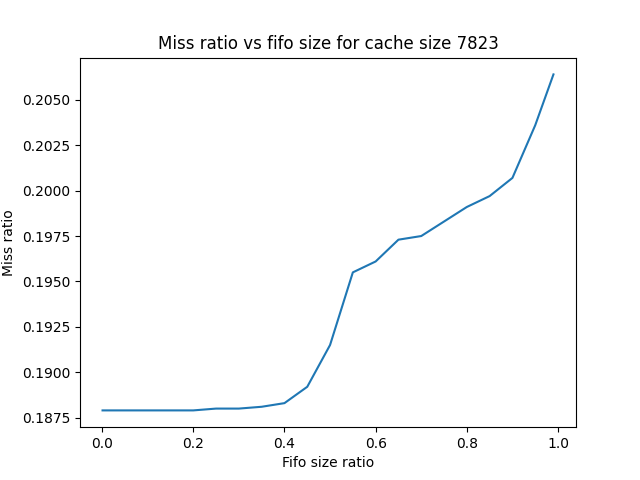 Miss ratio vs fifo size for cache size 7823
Miss ratio
0.2050
0.2025
0.2000
0.1975
0.1950
0.1925
0.1900
0.1875
0.0 0.2 0.4 0.6 0.8 1.0
Fifo size ratio